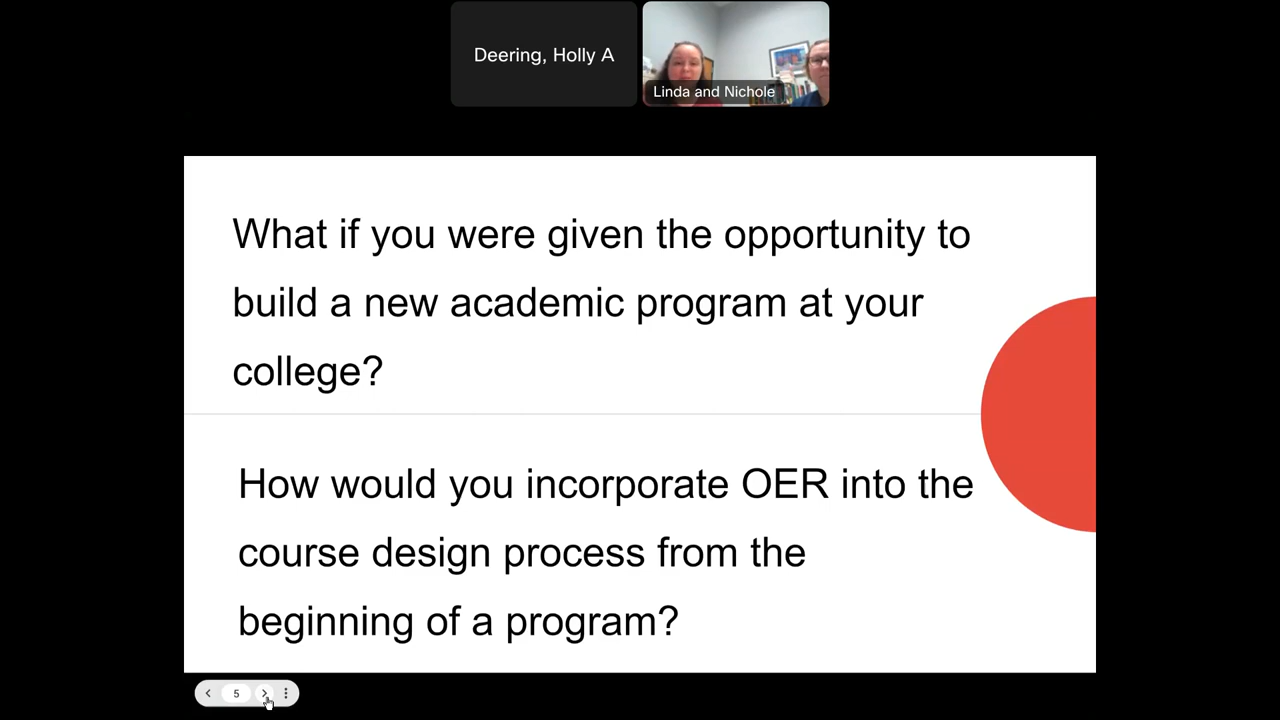 Deering, Holly A
Linda and Nichole
What if you were given the opportunity to
build a new academic program at your
college?
How would you incorporate OER into the
course design process from the
beginning of a program?
5